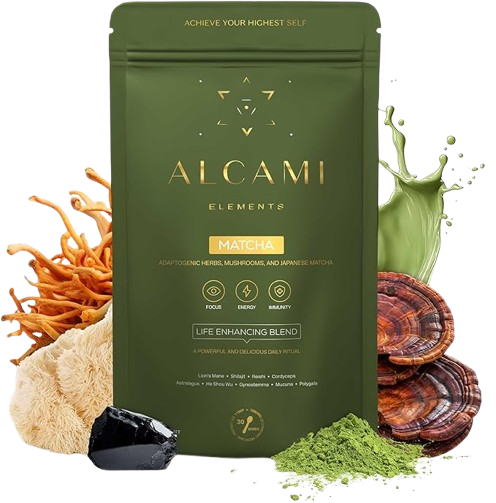 ACHIEVE YOUR HIGHEST SELF
ALCAMI
ELEMENTS
MATCHA
ADAPTOGENIC HERBS, MUSHROOMS, AND JAPANESE MATCHA
FOCUS ENERGY IMMUNITY
LIFE ENHANCING BLEND
A POWERFUL AND DELICIOUS DAILY RITUAL
Lion's Mane • Shilajit • Reishi • Cordyceps
Astragalus • He Shou Wu • Gynostemma • Mucuna • Polygala
30